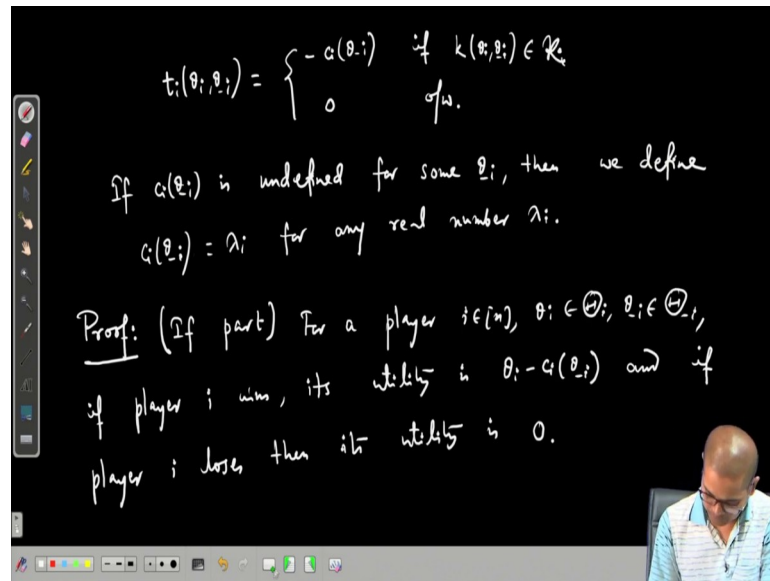 tᵢ(θᵢ, θ₋ᵢ) = { -cᵢ(θ₋ᵢ) if k(θᵢ, θ₋ᵢ) ∈ Kᵢ
0 o/w.
If cᵢ(θ₋ᵢ) is undefined for some θ₋ᵢ, then we define
cᵢ(θ₋ᵢ) = λᵢ for any real number λᵢ.
Proof: (If part) For a player i∈[n], θᵢ ∈ Θᵢ, θ₋ᵢ ∈ Θ₋ᵢ,
if player i wins, its utility is θᵢ - cᵢ(θ₋ᵢ) and if
player i loses then its utility is 0.